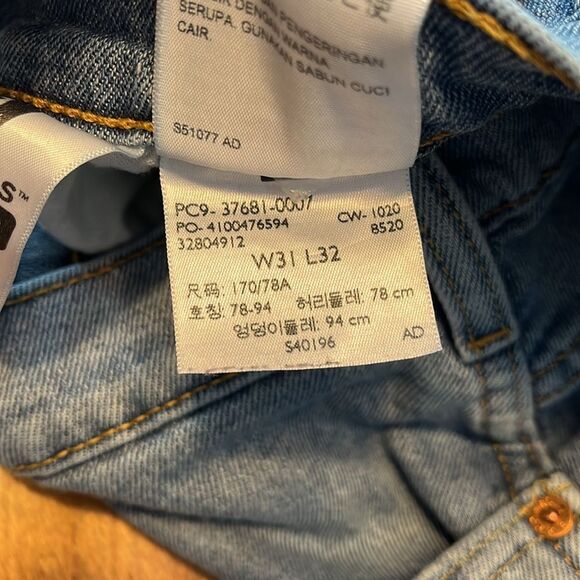 PENGERINGAN
SERUPA. GUNAKAN SABUN CUCI
CAIR.
S51077 AD
S™
PC9- 37681-0007
PO- 4100476594
CW- 1020
32804912
8520
W31 L32
尺码: 170/78A
호칭: 78-94 허리둘레: 78 cm
엉덩이둘레: 94 cm
S40196
AD